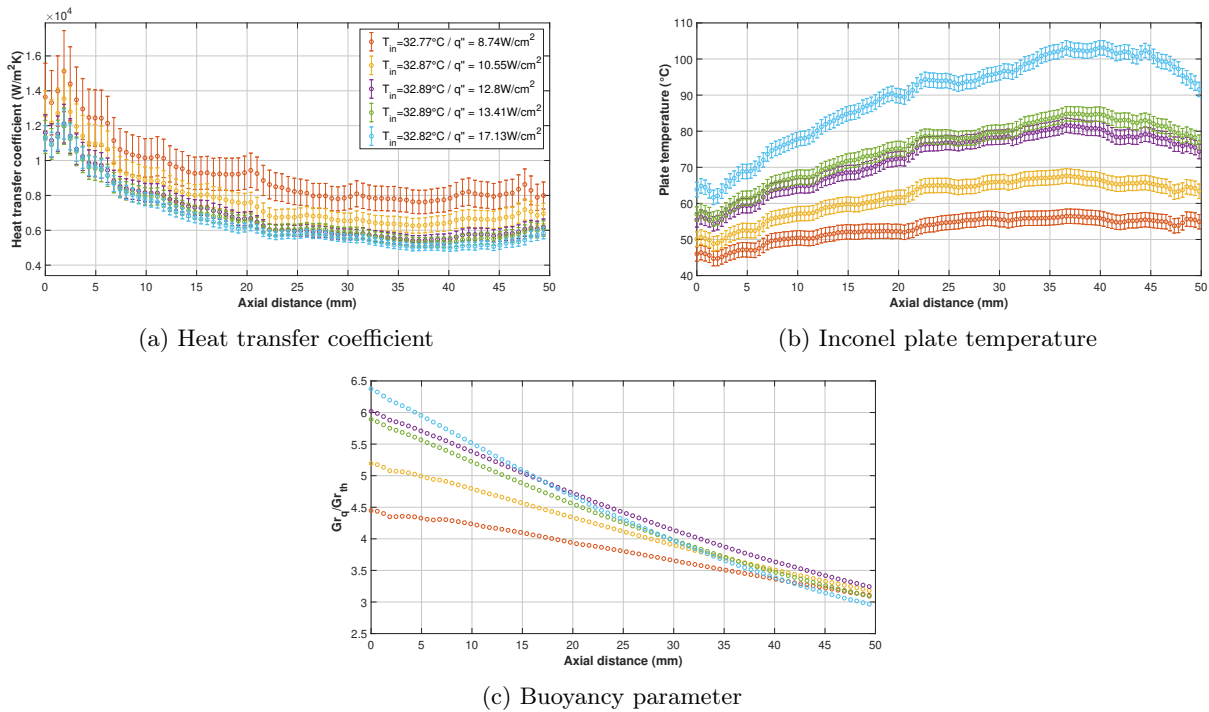 ×10⁴
1.6
1.4
1.2
1
0.8
0.6
0.4
0 5 10 15 20 25 30 35 40 45 50
Axial distance (mm)
Heat transfer coefficient (W/m²K)
T_in=32.77°C / q" = 8.74W/cm²
T_in=32.87°C / q" = 10.55W/cm²
T_in=32.89°C / q" = 12.8W/cm²
T_in=32.89°C / q" = 13.41W/cm²
T_in=32.82°C / q" = 17.13W/cm²
(a) Heat transfer coefficient
110
100
90
80
70
60
50
40
0 5 10 15 20 25 30 35 40 45 50
Axial distance (mm)
Plate temperature (°C)
(b) Inconel plate temperature
6.5
6
5.5
5
4.5
4
3.5
3
2.5
0 5 10 15 20 25 30 35 40 45 50
Axial distance (mm)
Gr_q/Gr_th
(c) Buoyancy parameter